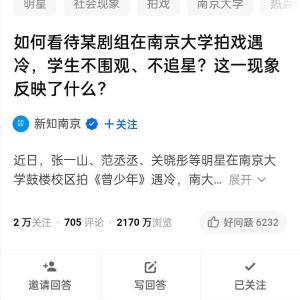 明星 社会现象 拍戏 南京大学 热点
如何看待某剧组在南京大学拍戏遇
冷，学生不围观、不追星？这一现象
反映了什么？
新知南京 + 关注
近日，张一山、范丞丞、关晓彤等明星在南京大
学鼓楼校区拍《曾少年》遇冷，南大... 展开
2 万关注 · 705 评论 · 2170 万浏览 好问题 6232
邀请回答 写回答 已关注